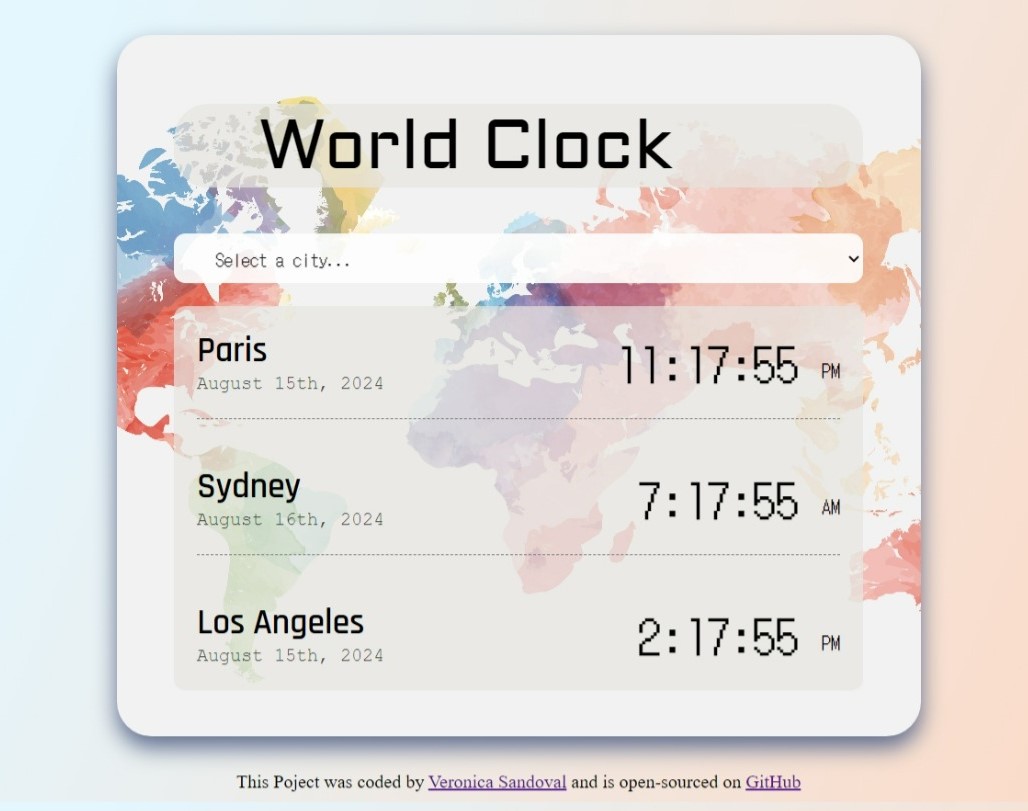 World Clock
Select a city...
Paris
August 15th, 2024
11:17:55 PM
Sydney
August 16th, 2024
7:17:55 AM
Los Angeles
August 15th, 2024
2:17:55 PM
This Poject was coded by Veronica Sandoval and is open-sourced on GitHub